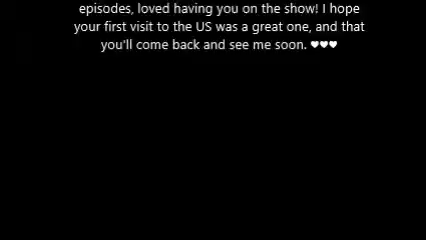 episodes, loved having you on the show! I hope
your first visit to the US was a great one, and that
you'll come back and see me soon. ♥♥♥